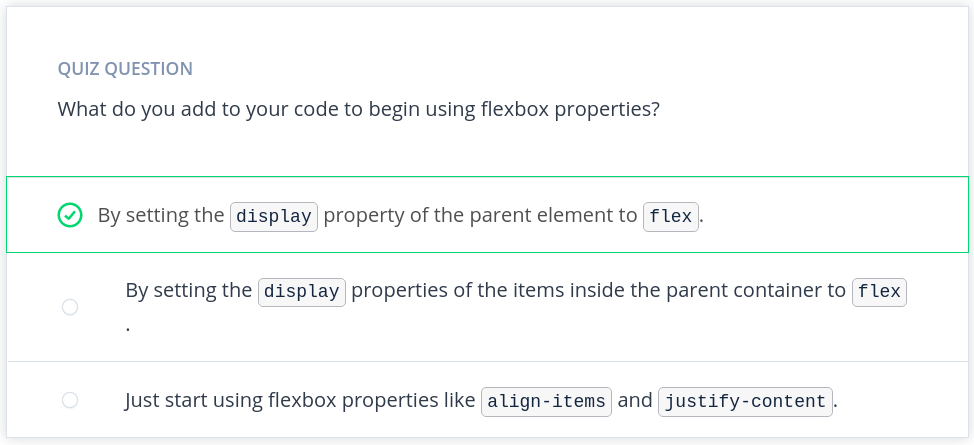 QUIZ QUESTION
What do you add to your code to begin using flexbox properties?
By setting the display property of the parent element to flex.
By setting the display properties of the items inside the parent container to flex
.
Just start using flexbox properties like align-items and justify-content.